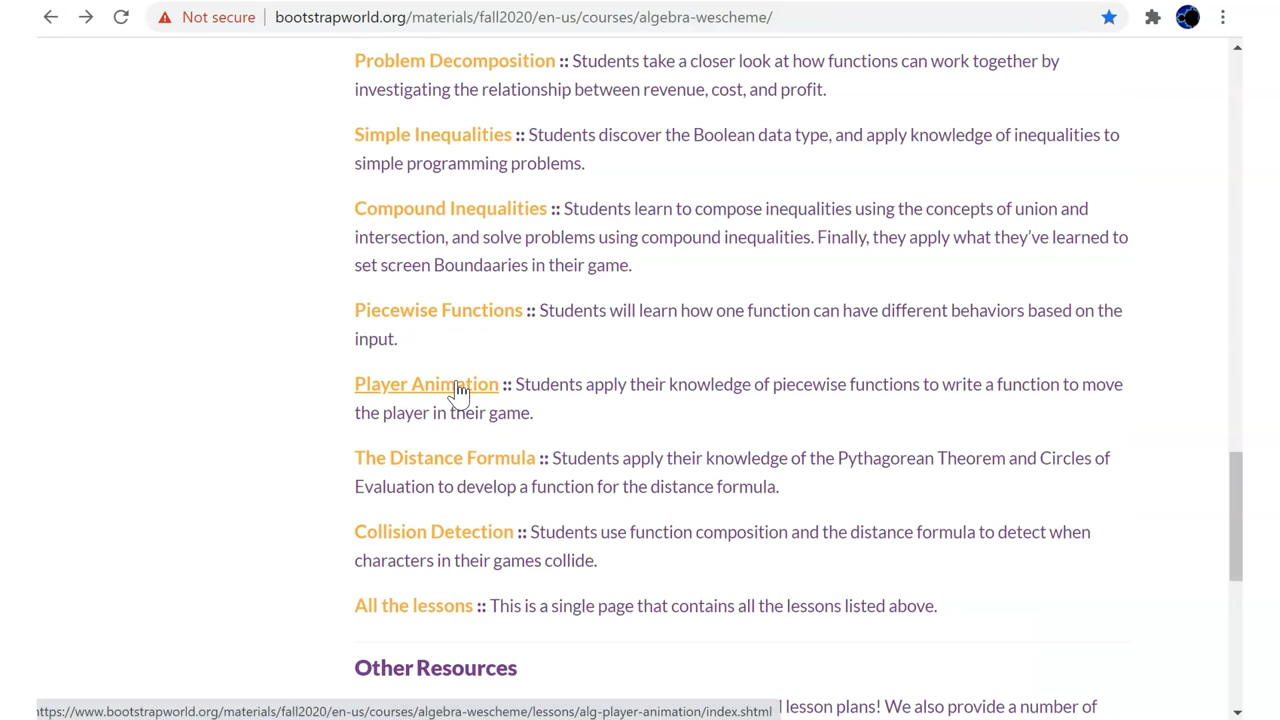 Not secure
bootstrapworld.org/materials/fall2020/en-us/courses/algebra-wescheme/
Problem Decomposition :: Students take a closer look at how functions can work together by
investigating the relationship between revenue, cost, and profit.
Simple Inequalities :: Students discover the Boolean data type, and apply knowledge of inequalities to
simple programming problems.
Compound Inequalities :: Students learn to compose inequalities using the concepts of union and
intersection, and solve problems using compound inequalities. Finally, they apply what they've learned to
set screen Boundaaries in their game.
Piecewise Functions :: Students will learn how one function can have different behaviors based on the
input.
Player Animation :: Students apply their knowledge of piecewise functions to write a function to move
the player in their game.
The Distance Formula :: Students apply their knowledge of the Pythagorean Theorem and Circles of
Evaluation to develop a function for the distance formula.
Collision Detection :: Students use function composition and the distance formula to detect when
characters in their games collide.
All the lessons :: This is a single page that contains all the lessons listed above.
Other Resources
lesson plans! We also provide a number of
ttps://www.bootstrapworld.org/materials/fall2020/en-us/courses/algebra-wescheme/lessons/alg-player-animation/index.shtml